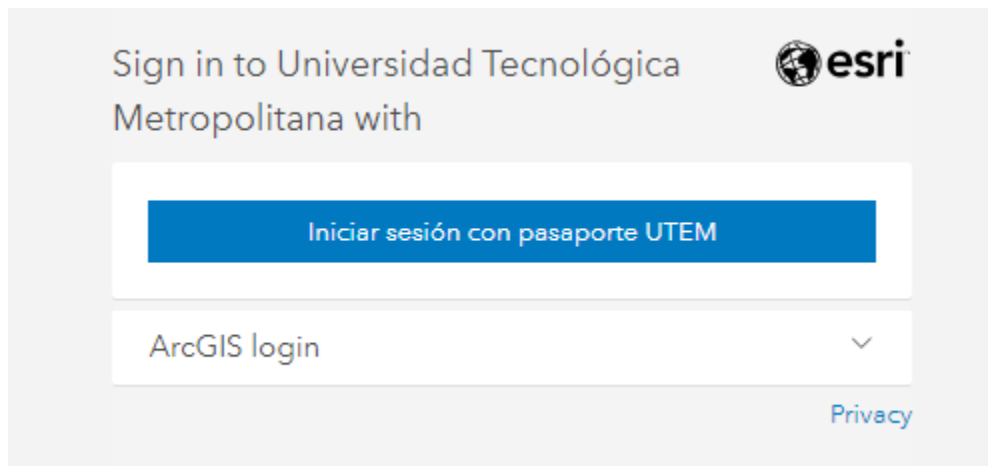 Sign in to Universidad Tecnológica
Metropolitana with
esri
Iniciar sesión con pasaporte UTEM
ArcGIS login
Privacy